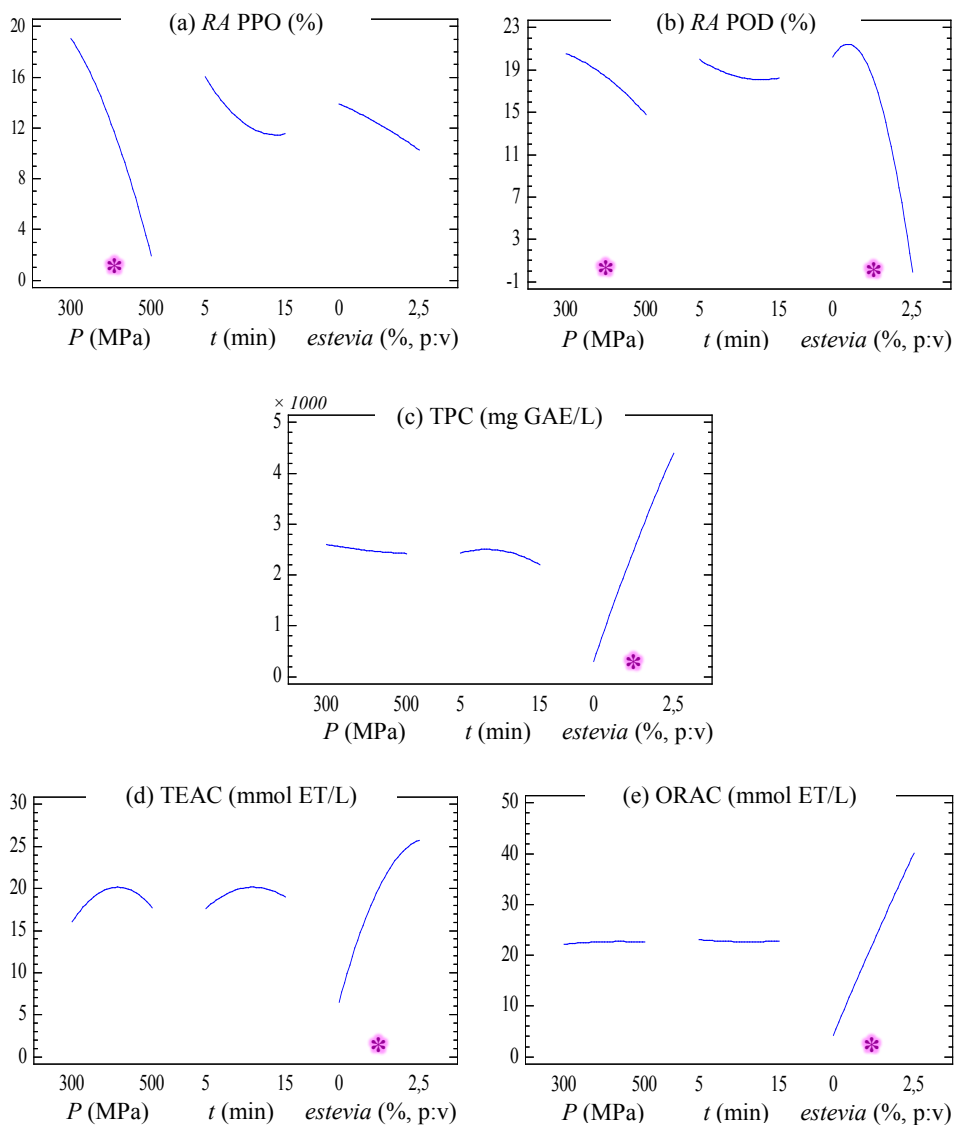 (a) RA PPO (%)
20
16
12
8
4
0
300 500 5 15 0 2,5
P (MPa) t (min) estevia (%, p:v)
(b) RA POD (%)
23
19
15
11
7
3
-1
300 500 5 15 0 2,5
P (MPa) t (min) estevia (%, p:v)
× 1000
(c) TPC (mg GAE/L)
5
4
3
2
1
0
300 500 5 15 0 2,5
P (MPa) t (min) estevia (%, p:v)
(d) TEAC (mmol ET/L)
30
25
20
15
10
5
0
300 500 5 15 0 2,5
P (MPa) t (min) estevia (%, p:v)
(e) ORAC (mmol ET/L)
50
40
30
20
10
0
300 500 5 15 0 2,5
P (MPa) t (min) estevia (%, p:v)